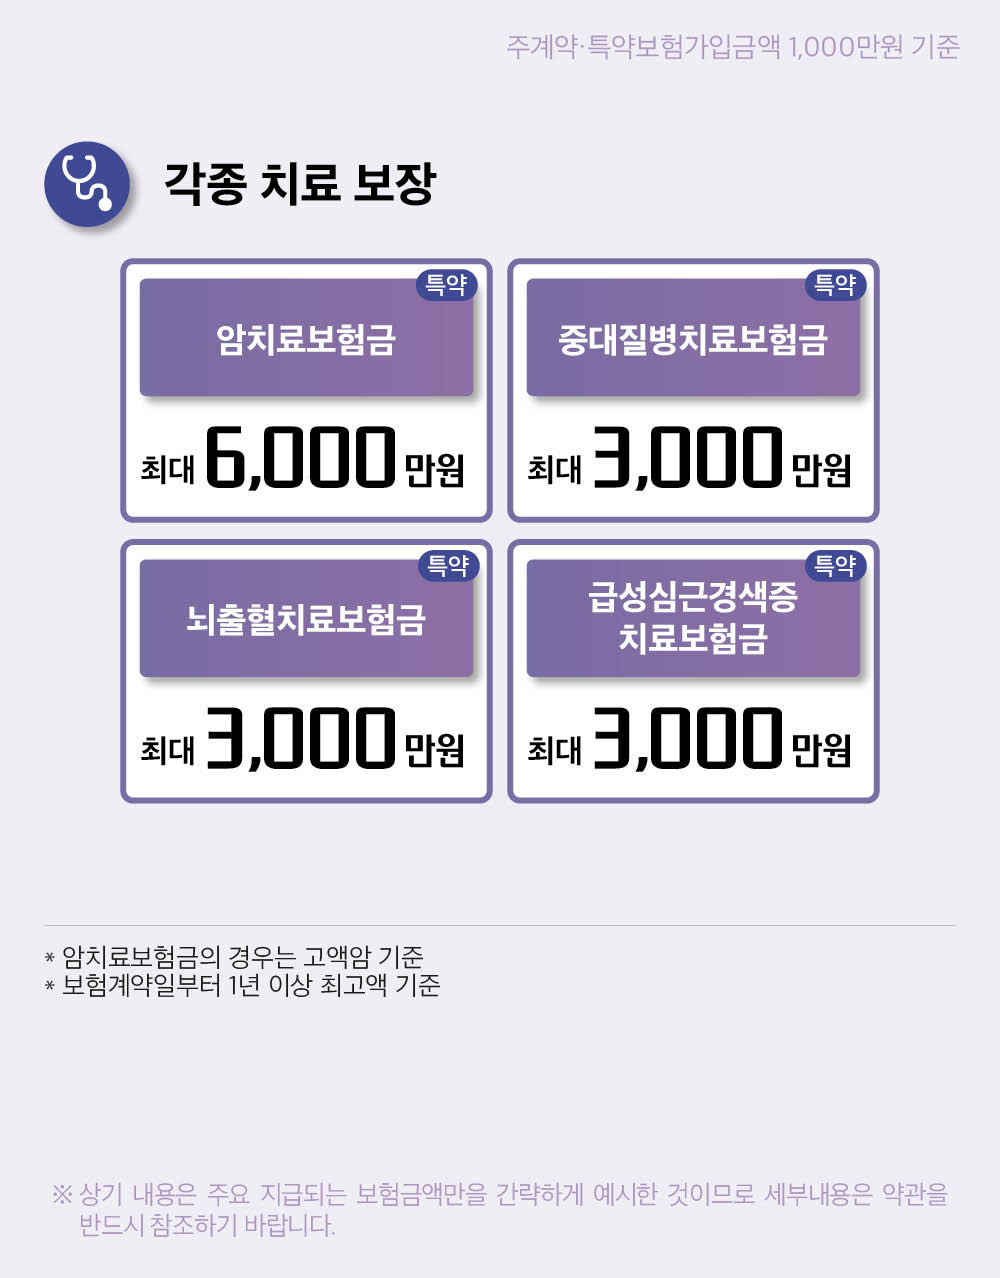 주계약·특약보험가입금액 1,000만원 기준
각종 치료 보장
특약
암치료보험금
최대 6,000 만원
특약
중대질병치료보험금
최대 3,000 만원
특약
뇌출혈치료보험금
최대 3,000 만원
특약
급성심근경색증
치료보험금
최대 3,000 만원
* 암치료보험금의 경우는 고액암 기준
* 보험계약일부터 1년 이상 최고액 기준
※ 상기 내용은 주요 지급되는 보험금액만을 간략하게 예시한 것이므로 세부내용은 약관을
반드시 참조하기 바랍니다.